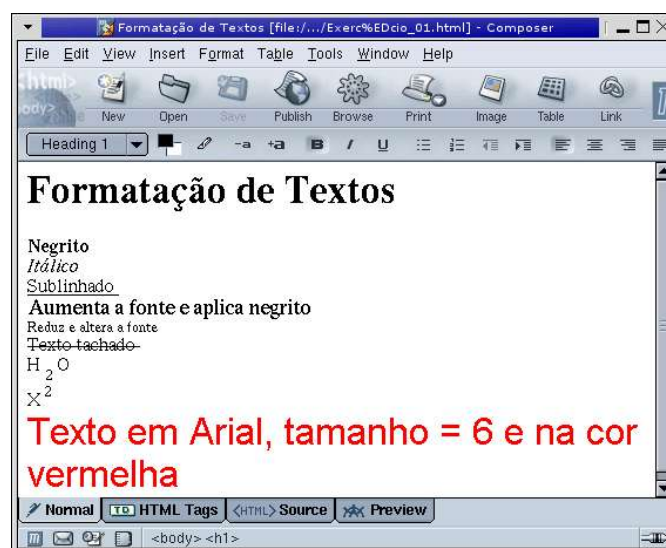 Formatação de Textos [file:/.../Exerc%EDcio_01.html] - Composer
File Edit View Insert Format Table Tools Window Help
New Open Save Publish Browse Print Image Table Link
Heading 1 -a +a B I U
Formatação de Textos
Negrito
Itálico
Sublinhado
Aumenta a fonte e aplica negrito
Reduz e altera a fonte
Texto tachado
H 2 O
X 2
Texto em Arial, tamanho = 6 e na cor
vermelha
Normal TD HTML Tags <HTML> Source Preview
<body> <h1>